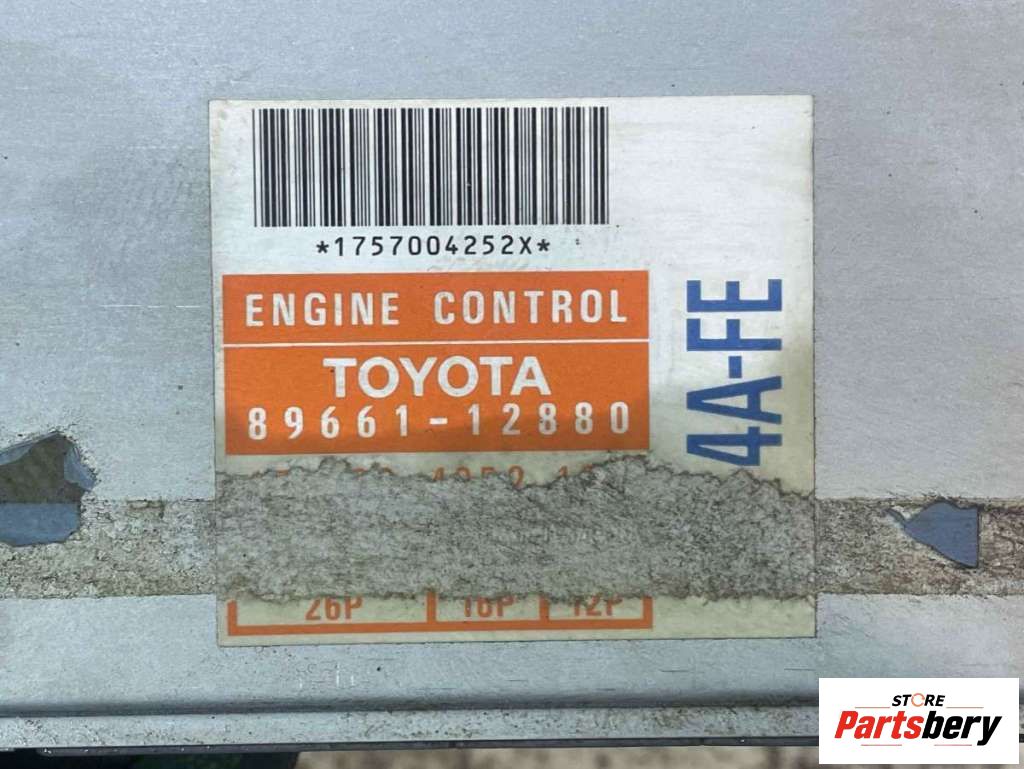 *1757004252X*
ENGINE CONTROL
TOYOTA
89661-12880
4A-FE
26P 16P 12P
STORE
Partsbery